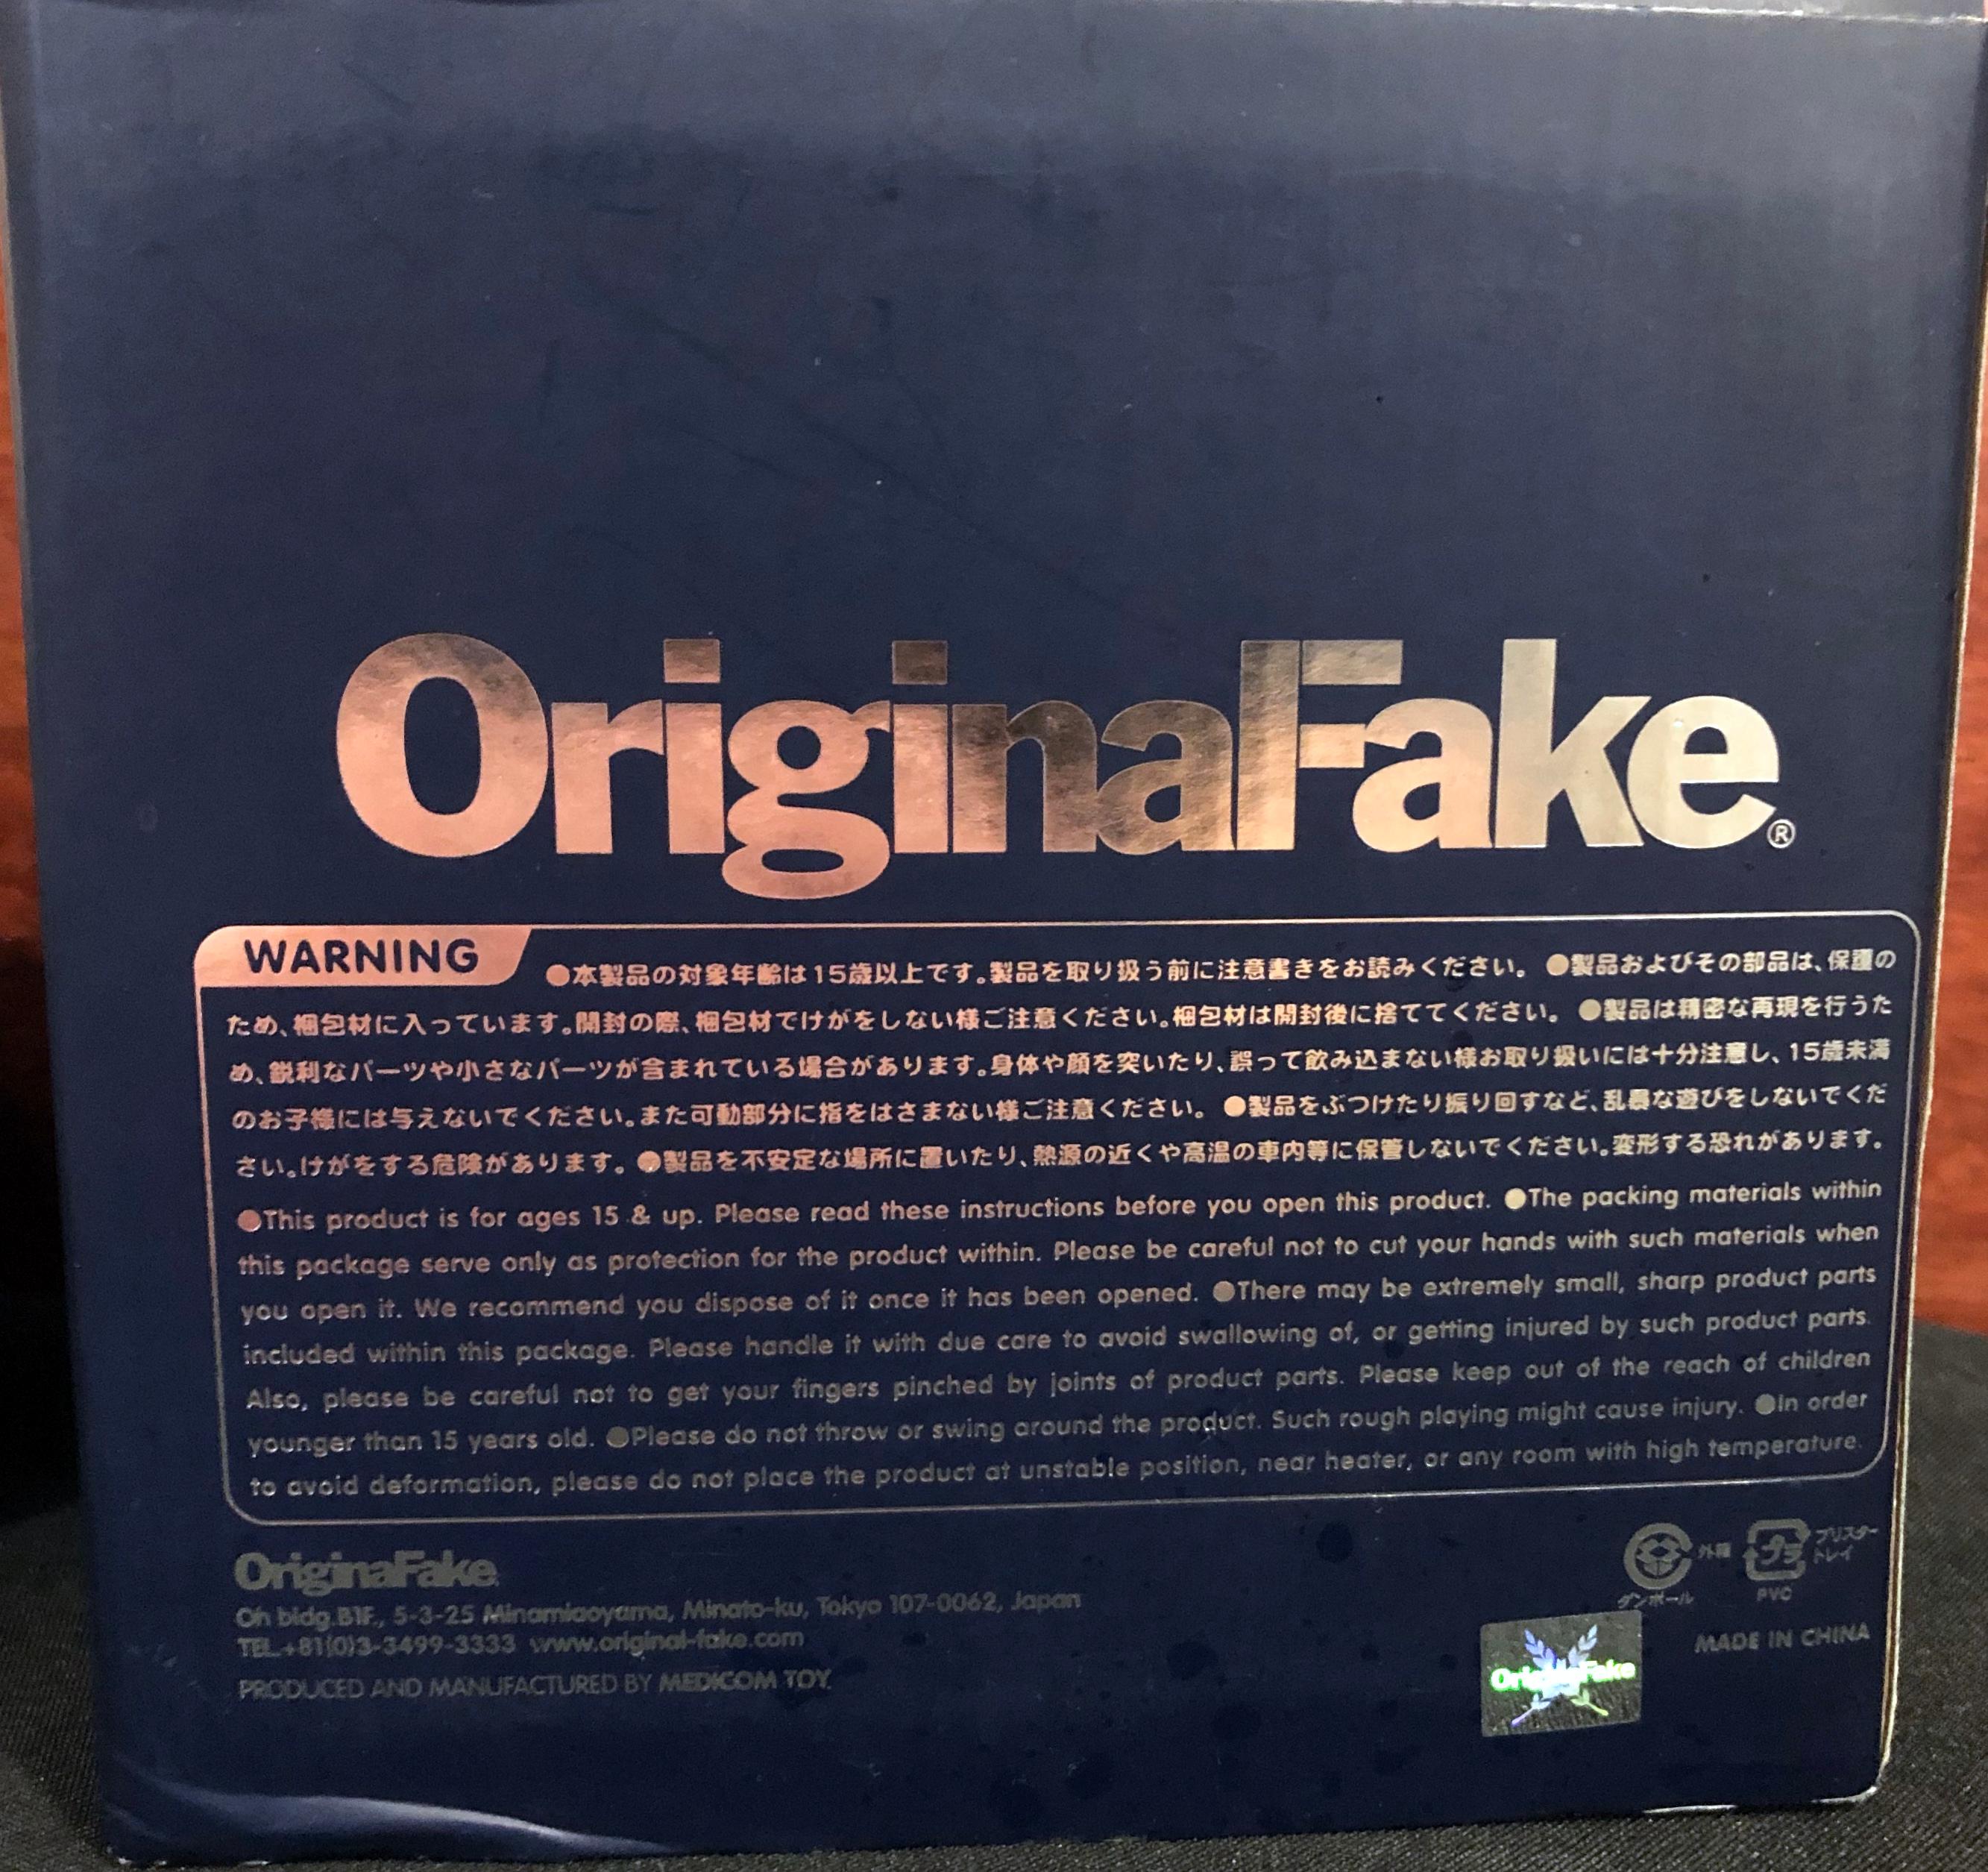 OriginalFake®
WARNING
●本製品の対象年齢は15歳以上です。製品を取り扱う前に注意書きをお読みください。 ●製品およびその部品は、保護の
ため、梱包材に入っています。開封の際、梱包材でけがをしない様ご注意ください。梱包材は開封後に捨ててください。 ●製品は精密な再現を行うた
め、鋭利なパーツや小さなパーツが含まれている場合があります。身体や顔を突いたり、誤って飲み込まない様お取り扱いには十分注意し、15歳未満
のお子様には与えないでください。また可動部分に指をはさまない様ご注意ください。 ●製品をぶつけたり振り回すなど、乱暴な遊びをしないでくだ
さい。けがをする危険があります。 ●製品を不安定な場所に置いたり、熱源の近くや高温の車内等に保管しないでください。変形する恐れがあります。
●This product is for ages 15 & up. Please read these instructions before you open this product. ●The packing materials within
this package serve only as protection for the product within. Please be careful not to cut your hands with such materials when
you open it. We recommend you dispose of it once it has been opened. ●There may be extremely small, sharp product parts
included within this package. Please handle it with due care to avoid swallowing of, or getting injured by such product parts.
Also, please be careful not to get your fingers pinched by joints of product parts. Please keep out of the reach of children
younger than 15 years old. ●Please do not throw or swing around the product. Such rough playing might cause injury. ●In order
to avoid deformation, please do not place the product at unstable position, near heater, or any room with high temperature.
OriginalFake
Oh bldg.B1F., 5-3-25 Minamiaoyama, Minato-ku, Tokyo 107-0062, Japan
TEL.+81(0)3-3499-3333 www.original-fake.com
PRODUCED AND MANUFACTURED BY MEDICOM TOY.
外箱
ダンボール
プラ
ブリスター
トレイ
PVC
MADE IN CHINA
OriginalFake